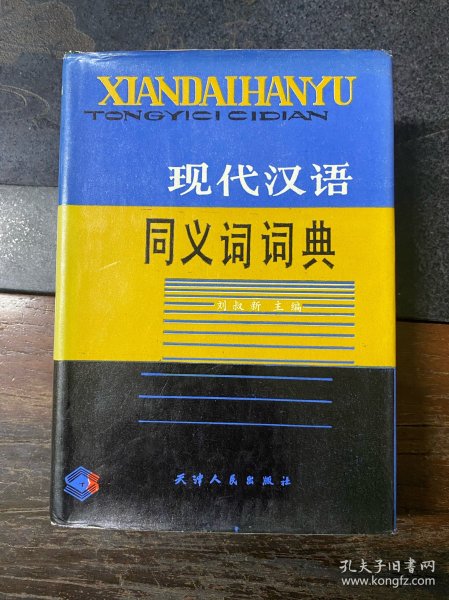 XIANDAIHANYU
TONGYICI CIDIAN
现代汉语
同义词词典
刘叔新 主编
天津人民出版社
孔夫子旧书网
www.kongfz.com